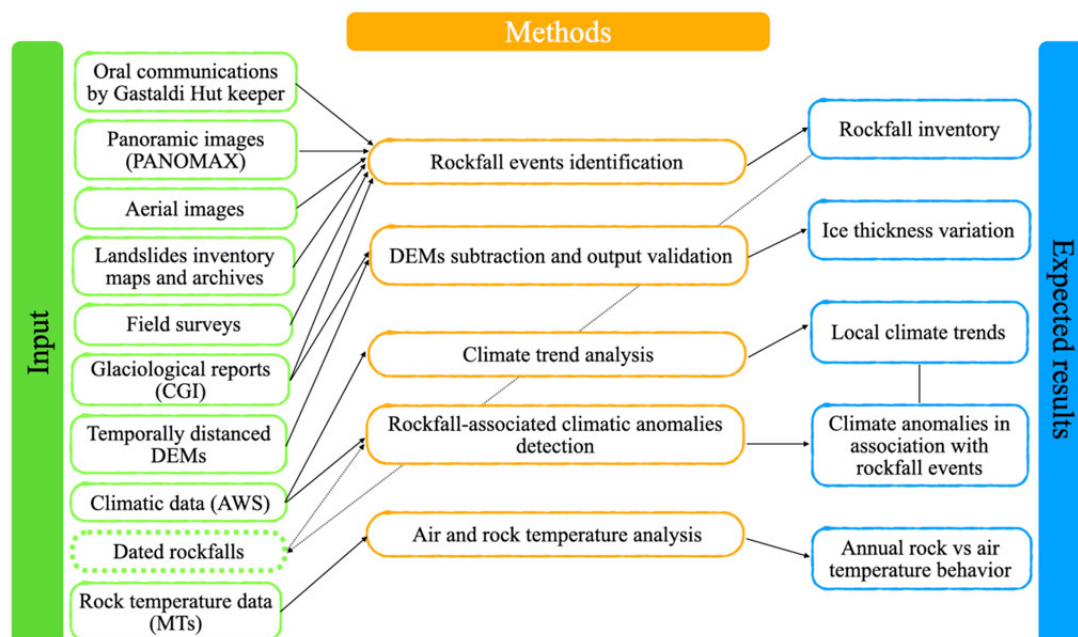 Methods
Input
Oral communications
by Gastaldi Hut keeper
Panoramic images
(PANOMAX)
Aerial images
Landslides inventory
maps and archives
Field surveys
Glaciological reports
(CGI)
Temporally distanced
DEMs
Climatic data (AWS)
Dated rockfalls
Rock temperature data
(MTs)
Rockfall events identification
DEMs subtraction and output validation
Climate trend analysis
Rockfall-associated climatic anomalies
detection
Air and rock temperature analysis
Rockfall inventory
Ice thickness variation
Local climate trends
Climate anomalies in
association with
rockfall events
Annual rock vs air
temperature behavior
Expected results